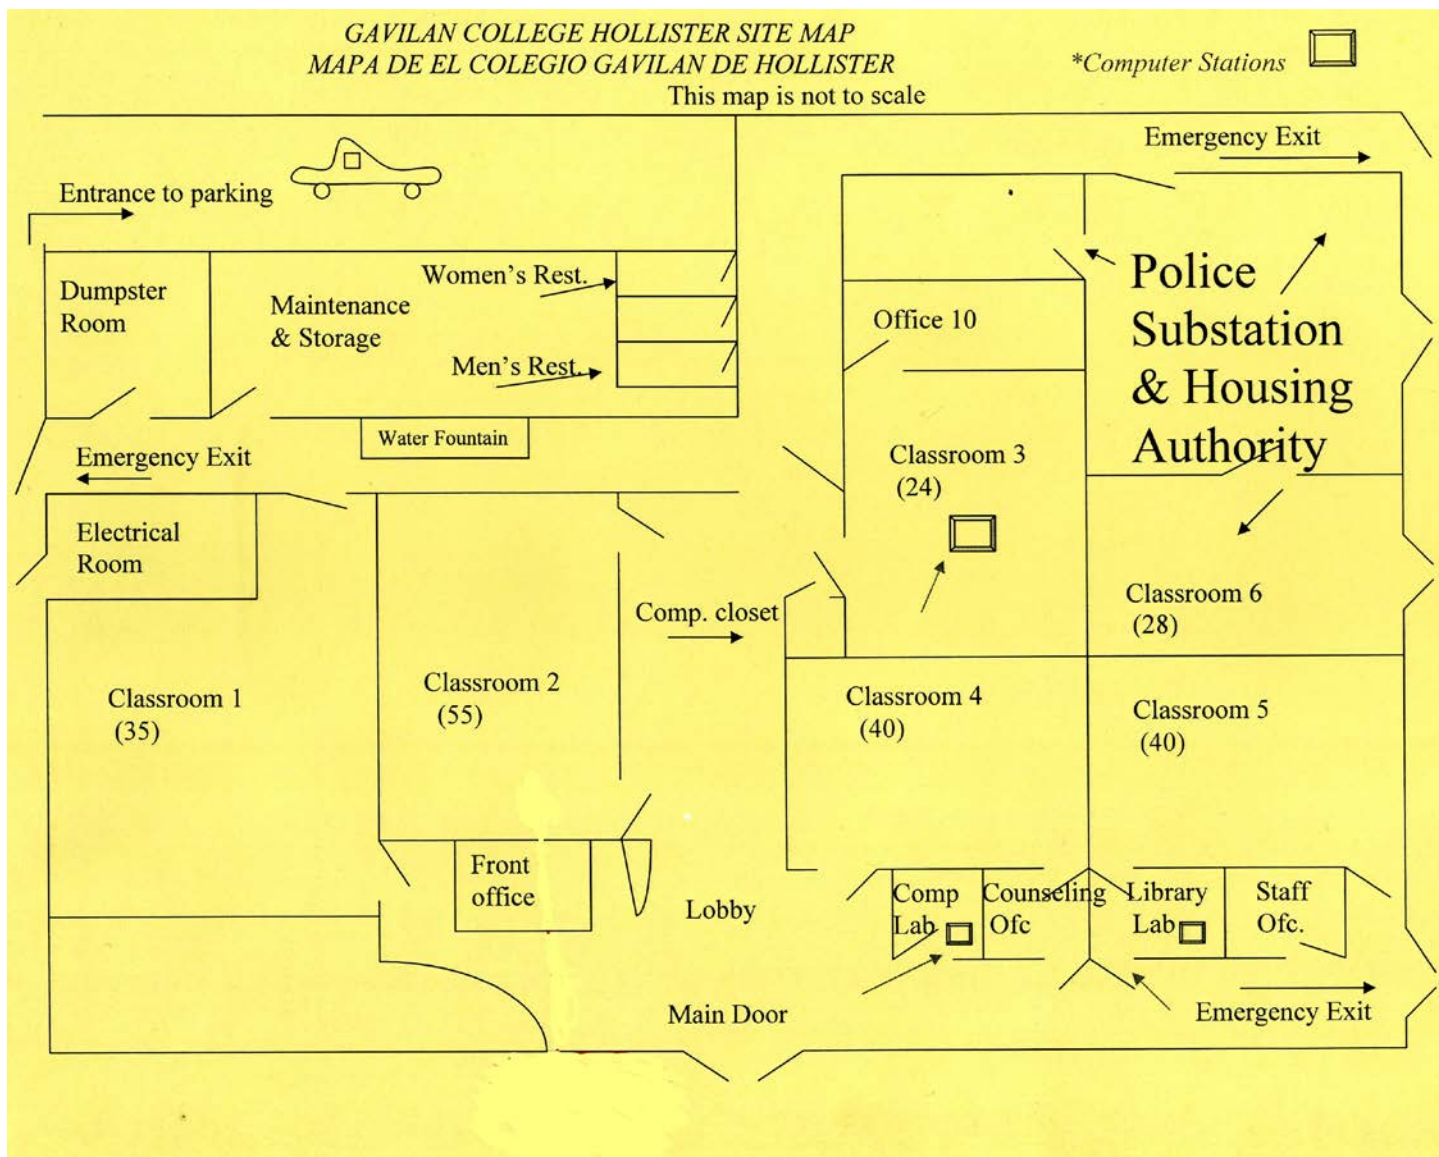 GAVILAN COLLEGE HOLLISTER SITE MAP
MAPA DE EL COLEGIO GAVILAN DE HOLLISTER
*Computer Stations
This map is not to scale
Emergency Exit
Entrance to parking
Dumpster
Room
Maintenance
& Storage
Women's Rest.
Men's Rest.
Office 10
Police
Substation
& Housing
Authority
Water Fountain
Emergency Exit
Classroom 3
(24)
Electrical
Room
Comp. closet
Classroom 6
(28)
Classroom 1
(35)
Classroom 2
(55)
Classroom 4
(40)
Classroom 5
(40)
Front
office
Lobby
Comp
Lab
Counseling
Ofc
Library
Lab
Staff
Ofc.
Main Door
Emergency Exit